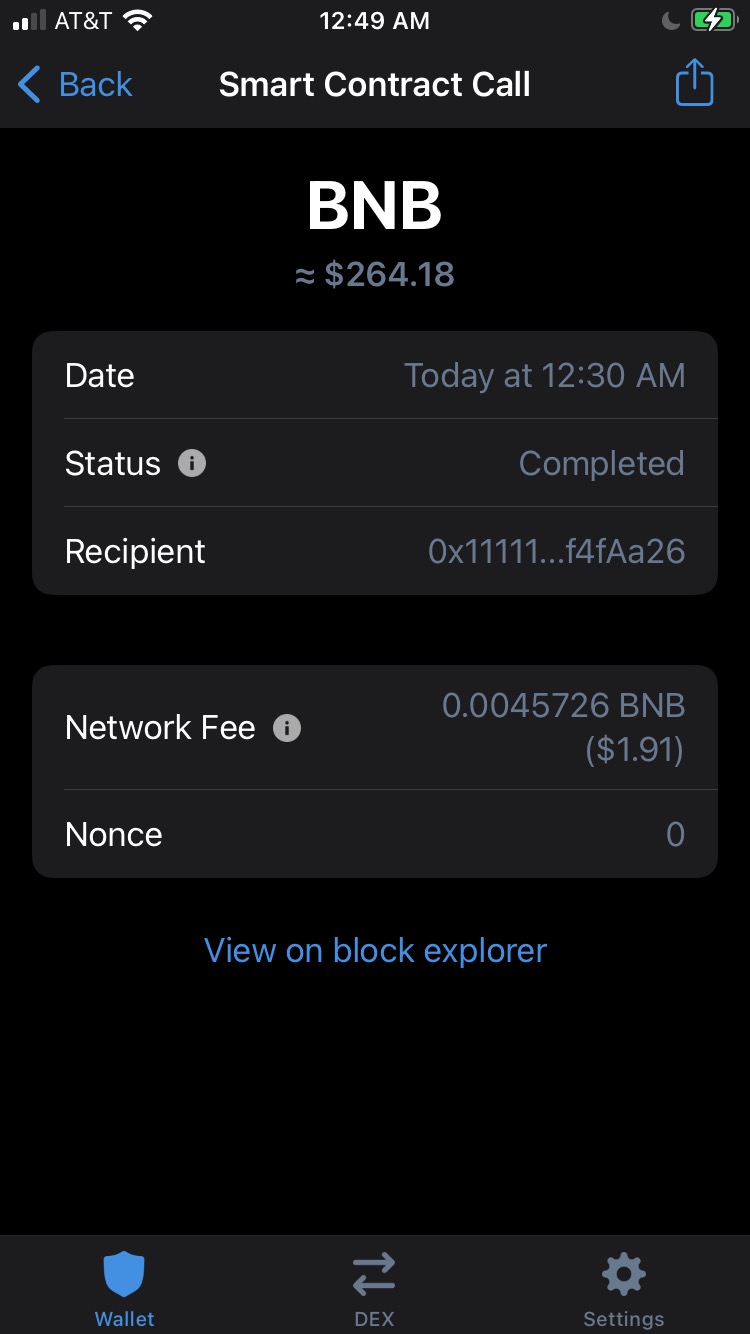 AT&T 12:49 AM
Back Smart Contract Call
BNB
≈ $264.18
Date Today at 12:30 AM
Status Completed
Recipient 0x11111...f4fAa26
Network Fee 0.0045726 BNB
($1.91)
Nonce 0
View on block explorer
Wallet DEX Settings